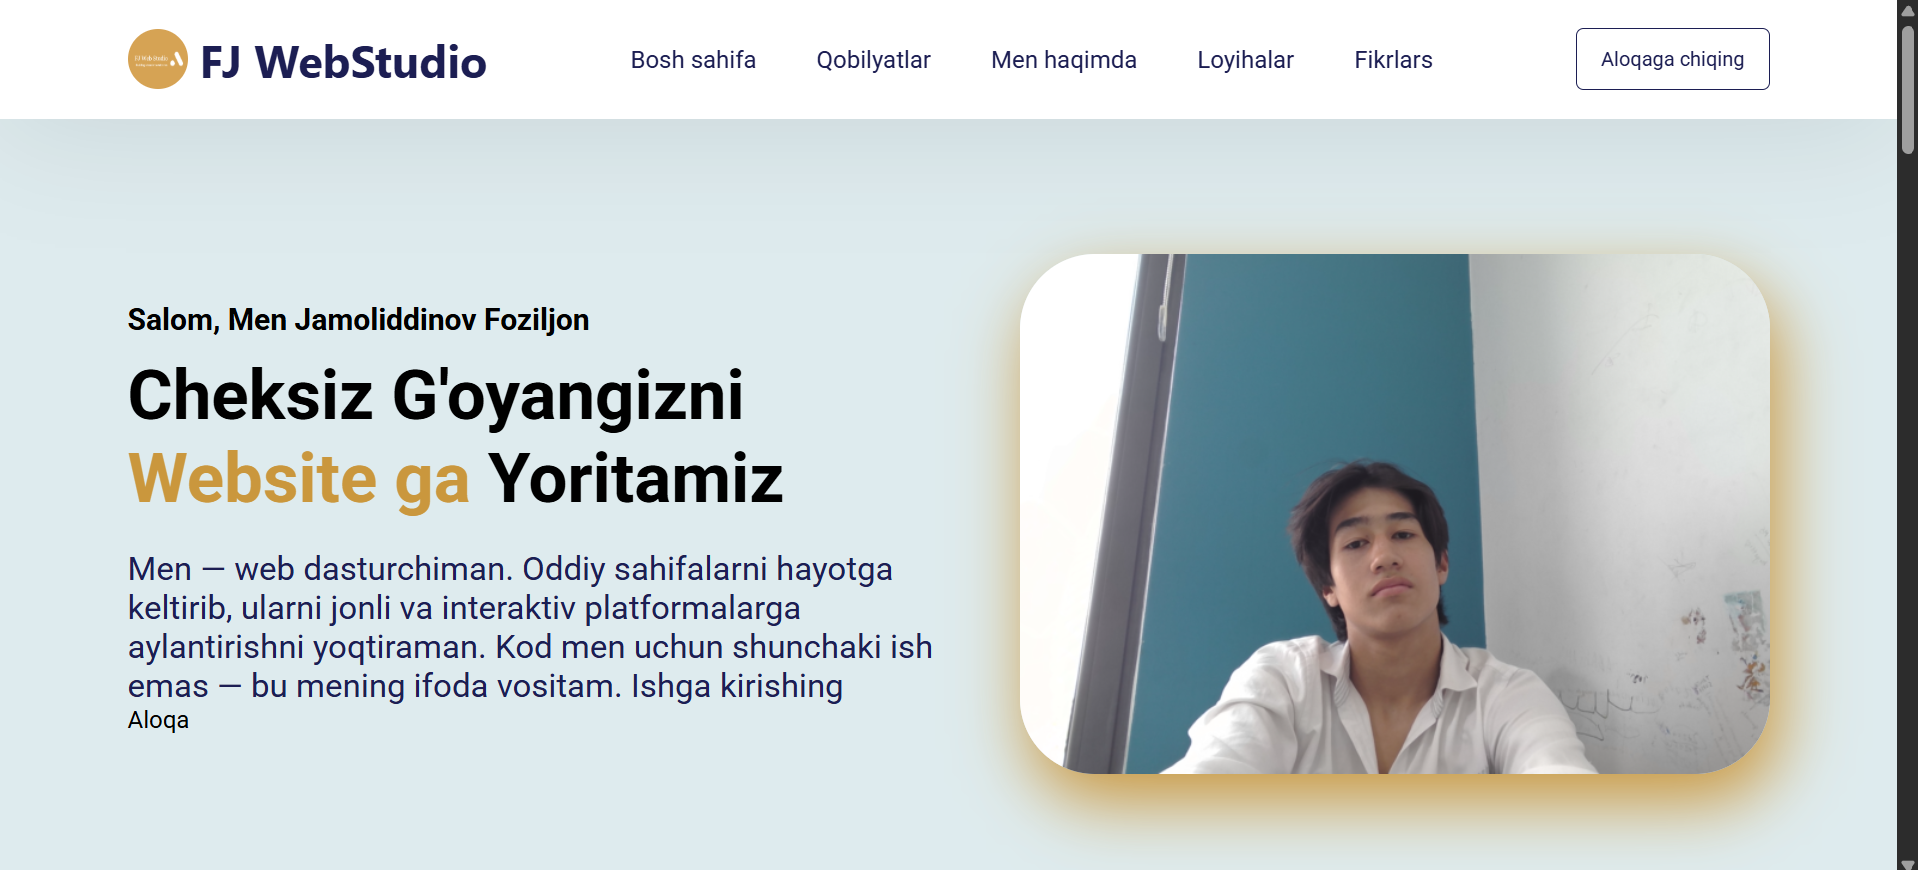 FJ WebStudio
Bosh sahifa
Qobilyatlar
Men haqimda
Loyihalar
Fikrlars
Aloqaga chiqing
Salom, Men Jamoliddinov Foziljon
Cheksiz G'oyangizni
Website ga Yoritamiz
Men — web dasturchiman. Oddiy sahifalarni hayotga
keltirib, ularni jonli va interaktiv platformalarga
aylantirishni yoqtiraman. Kod men uchun shunchaki ish
emas — bu mening ifoda vositam. Ishga kirishing
Aloqa